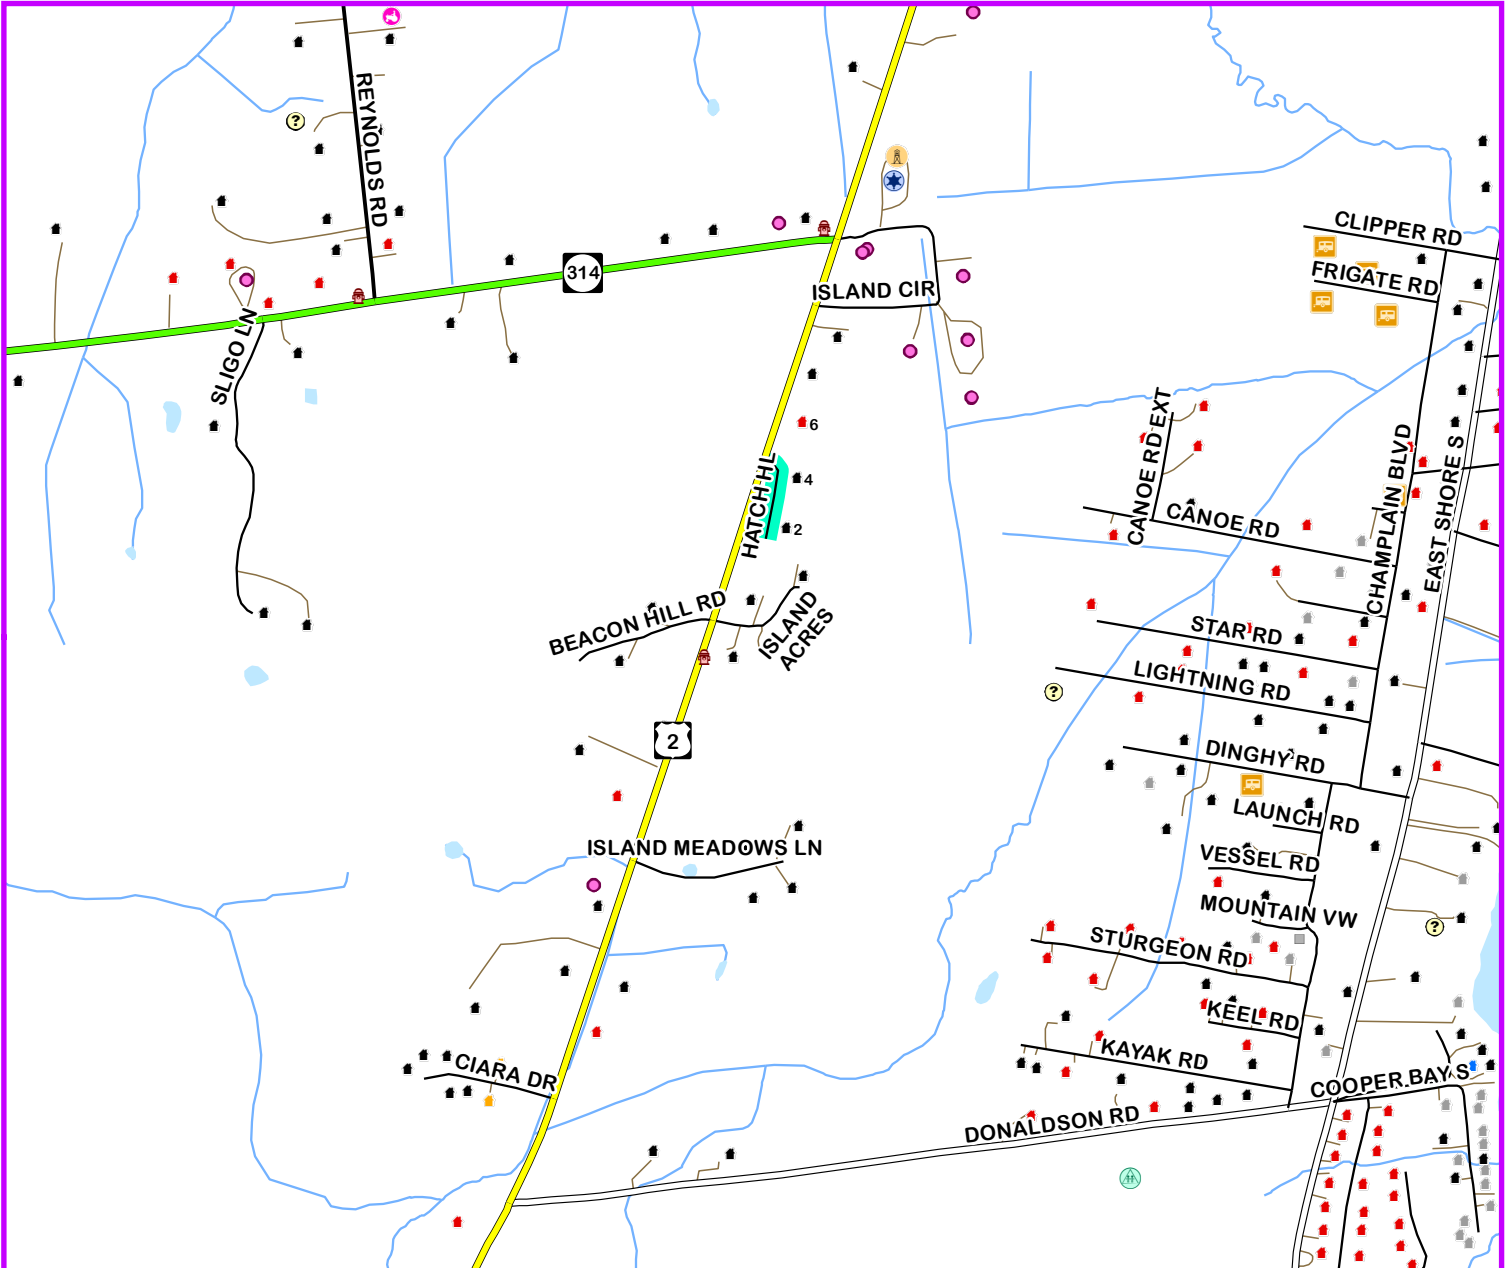 REYNOLDS RD
?
CLIPPER RD
314
FRIGATE RD
ISLAND CIR
SLIGO LN
6
HATCH HL
4
2
CANOE RD EXT
CANOE RD
CHAMPLAIN BLVD
EAST SHORE S
BEACON HILL RD
ISLAND
ACRES
STAR RD
LIGHTNING RD
?
2
DINGHY RD
LAUNCH RD
ISLAND MEADOWS LN
VESSEL RD
MOUNTAIN VW
?
STURGEON RD
KEEL RD
KAYAK RD
CIARA DR
COOPER BAY S
DONALDSON RD